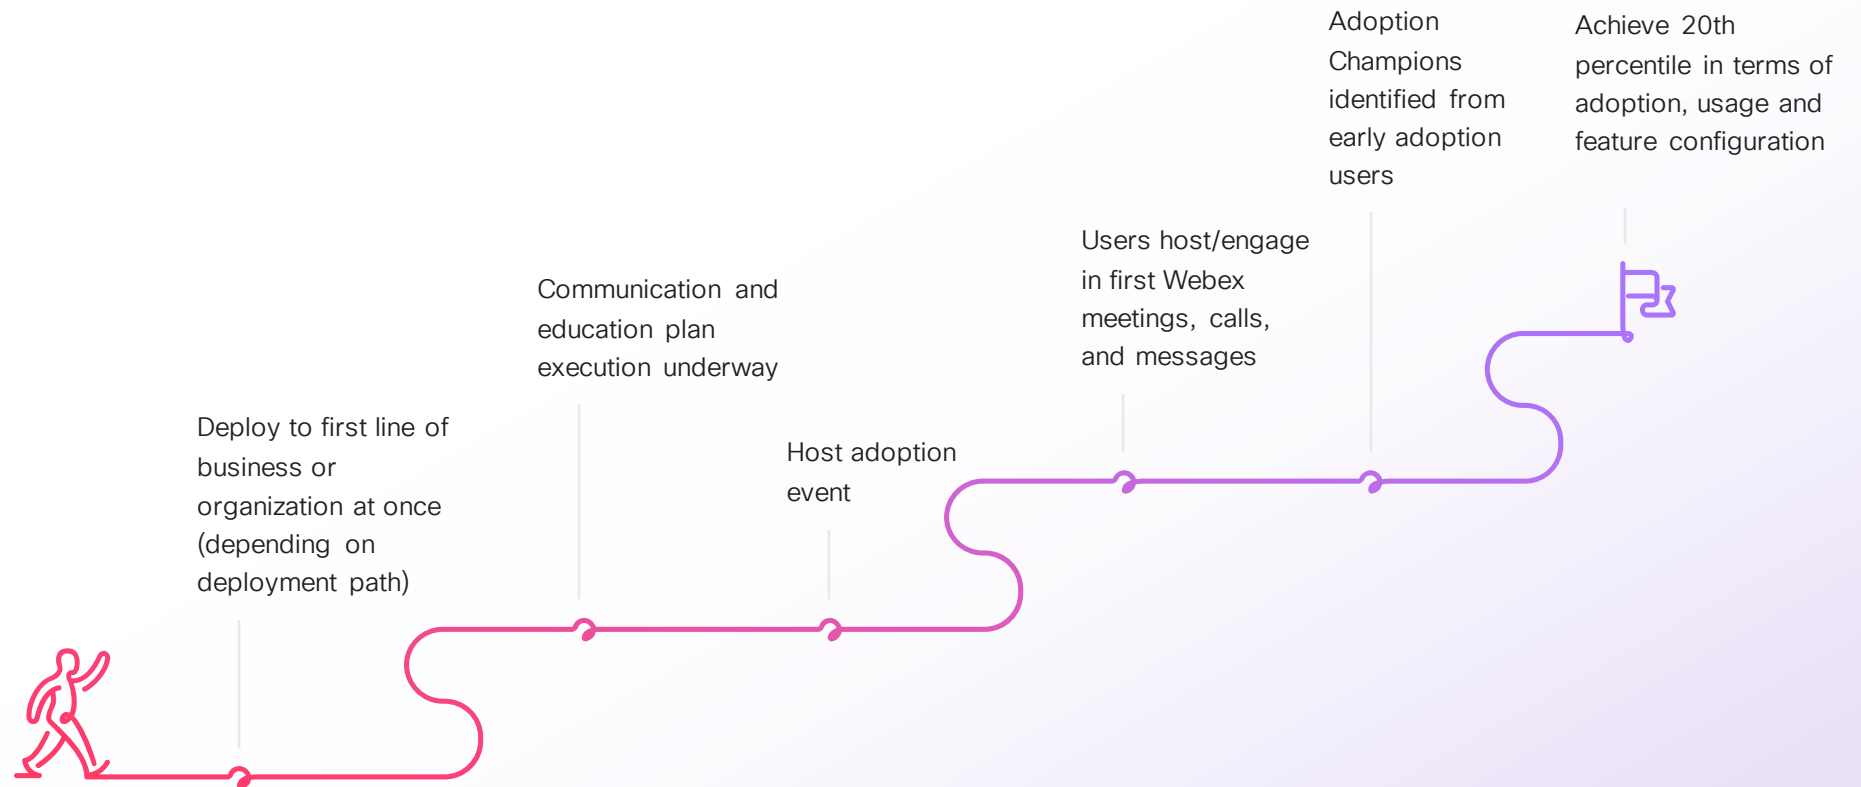 Deploy to first line of
business or
organization at once
(depending on
deployment path)
Communication and
education plan
execution underway
Host adoption
event
Users host/engage
in first Webex
meetings, calls,
and messages
Adoption
Champions
identified from
early adoption
users
Achieve 20th
percentile in terms of
adoption, usage and
feature configuration